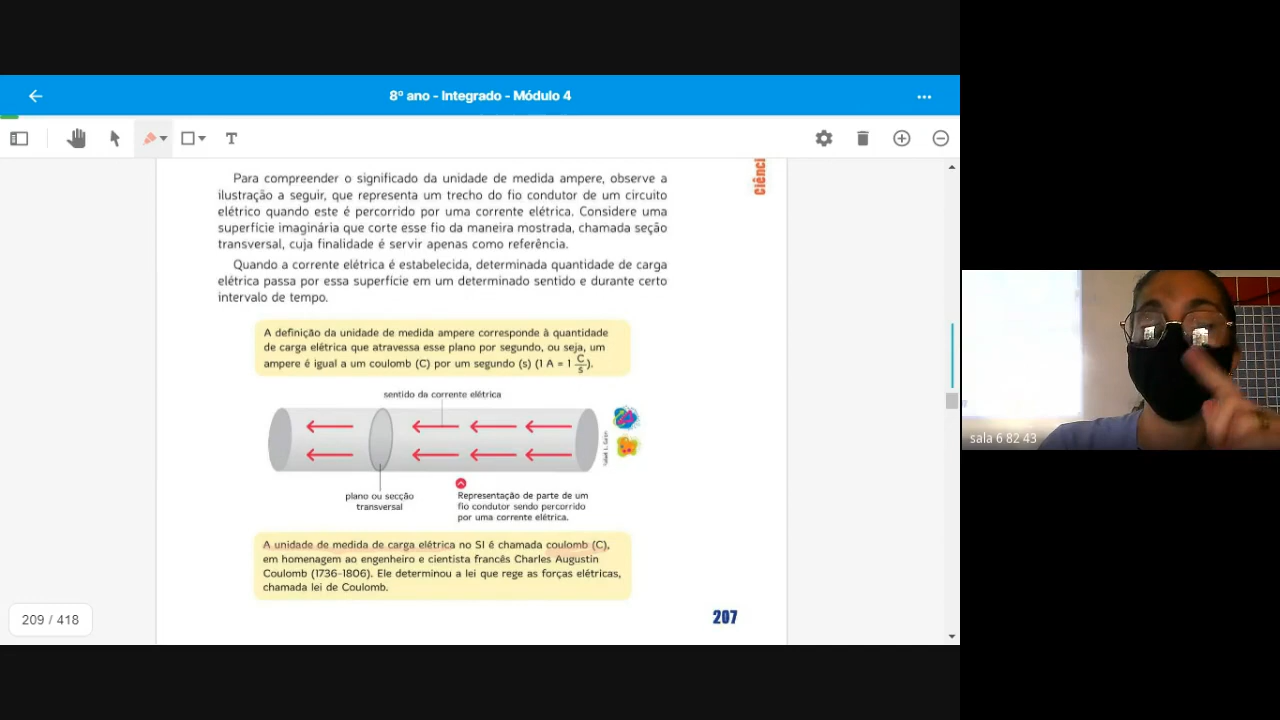 8º ano - Integrado - Módulo 4
T
Ciênc
Para compreender o significado da unidade de medida ampere, observe a
ilustração a seguir, que representa um trecho do fio condutor de um circuito
elétrico quando este é percorrido por uma corrente elétrica. Considere uma
superfície imaginária que corte esse fio da maneira mostrada, chamada seção
transversal, cuja finalidade é servir apenas como referência.
Quando a corrente elétrica é estabelecida, determinada quantidade de carga
elétrica passa por essa superfície em um determinado sentido e durante certo
intervalo de tempo.
A definição da unidade de medida ampere corresponde à quantidade
de carga elétrica que atravessa esse plano por segundo, ou seja, um
ampere é igual a um coulomb (C) por um segundo (s) (1 A = 1 C/s).
sentido da corrente elétrica
plano ou secção
transversal
Representação de parte de um
fio condutor sendo percorrido
por uma corrente elétrica.
A unidade de medida de carga elétrica no SI é chamada coulomb (C),
em homenagem ao engenheiro e cientista francês Charles Augustin
Coulomb (1736-1806). Ele determinou a lei que rege as forças elétricas,
chamada lei de Coulomb.
207
209 / 418
sala 6 82 43